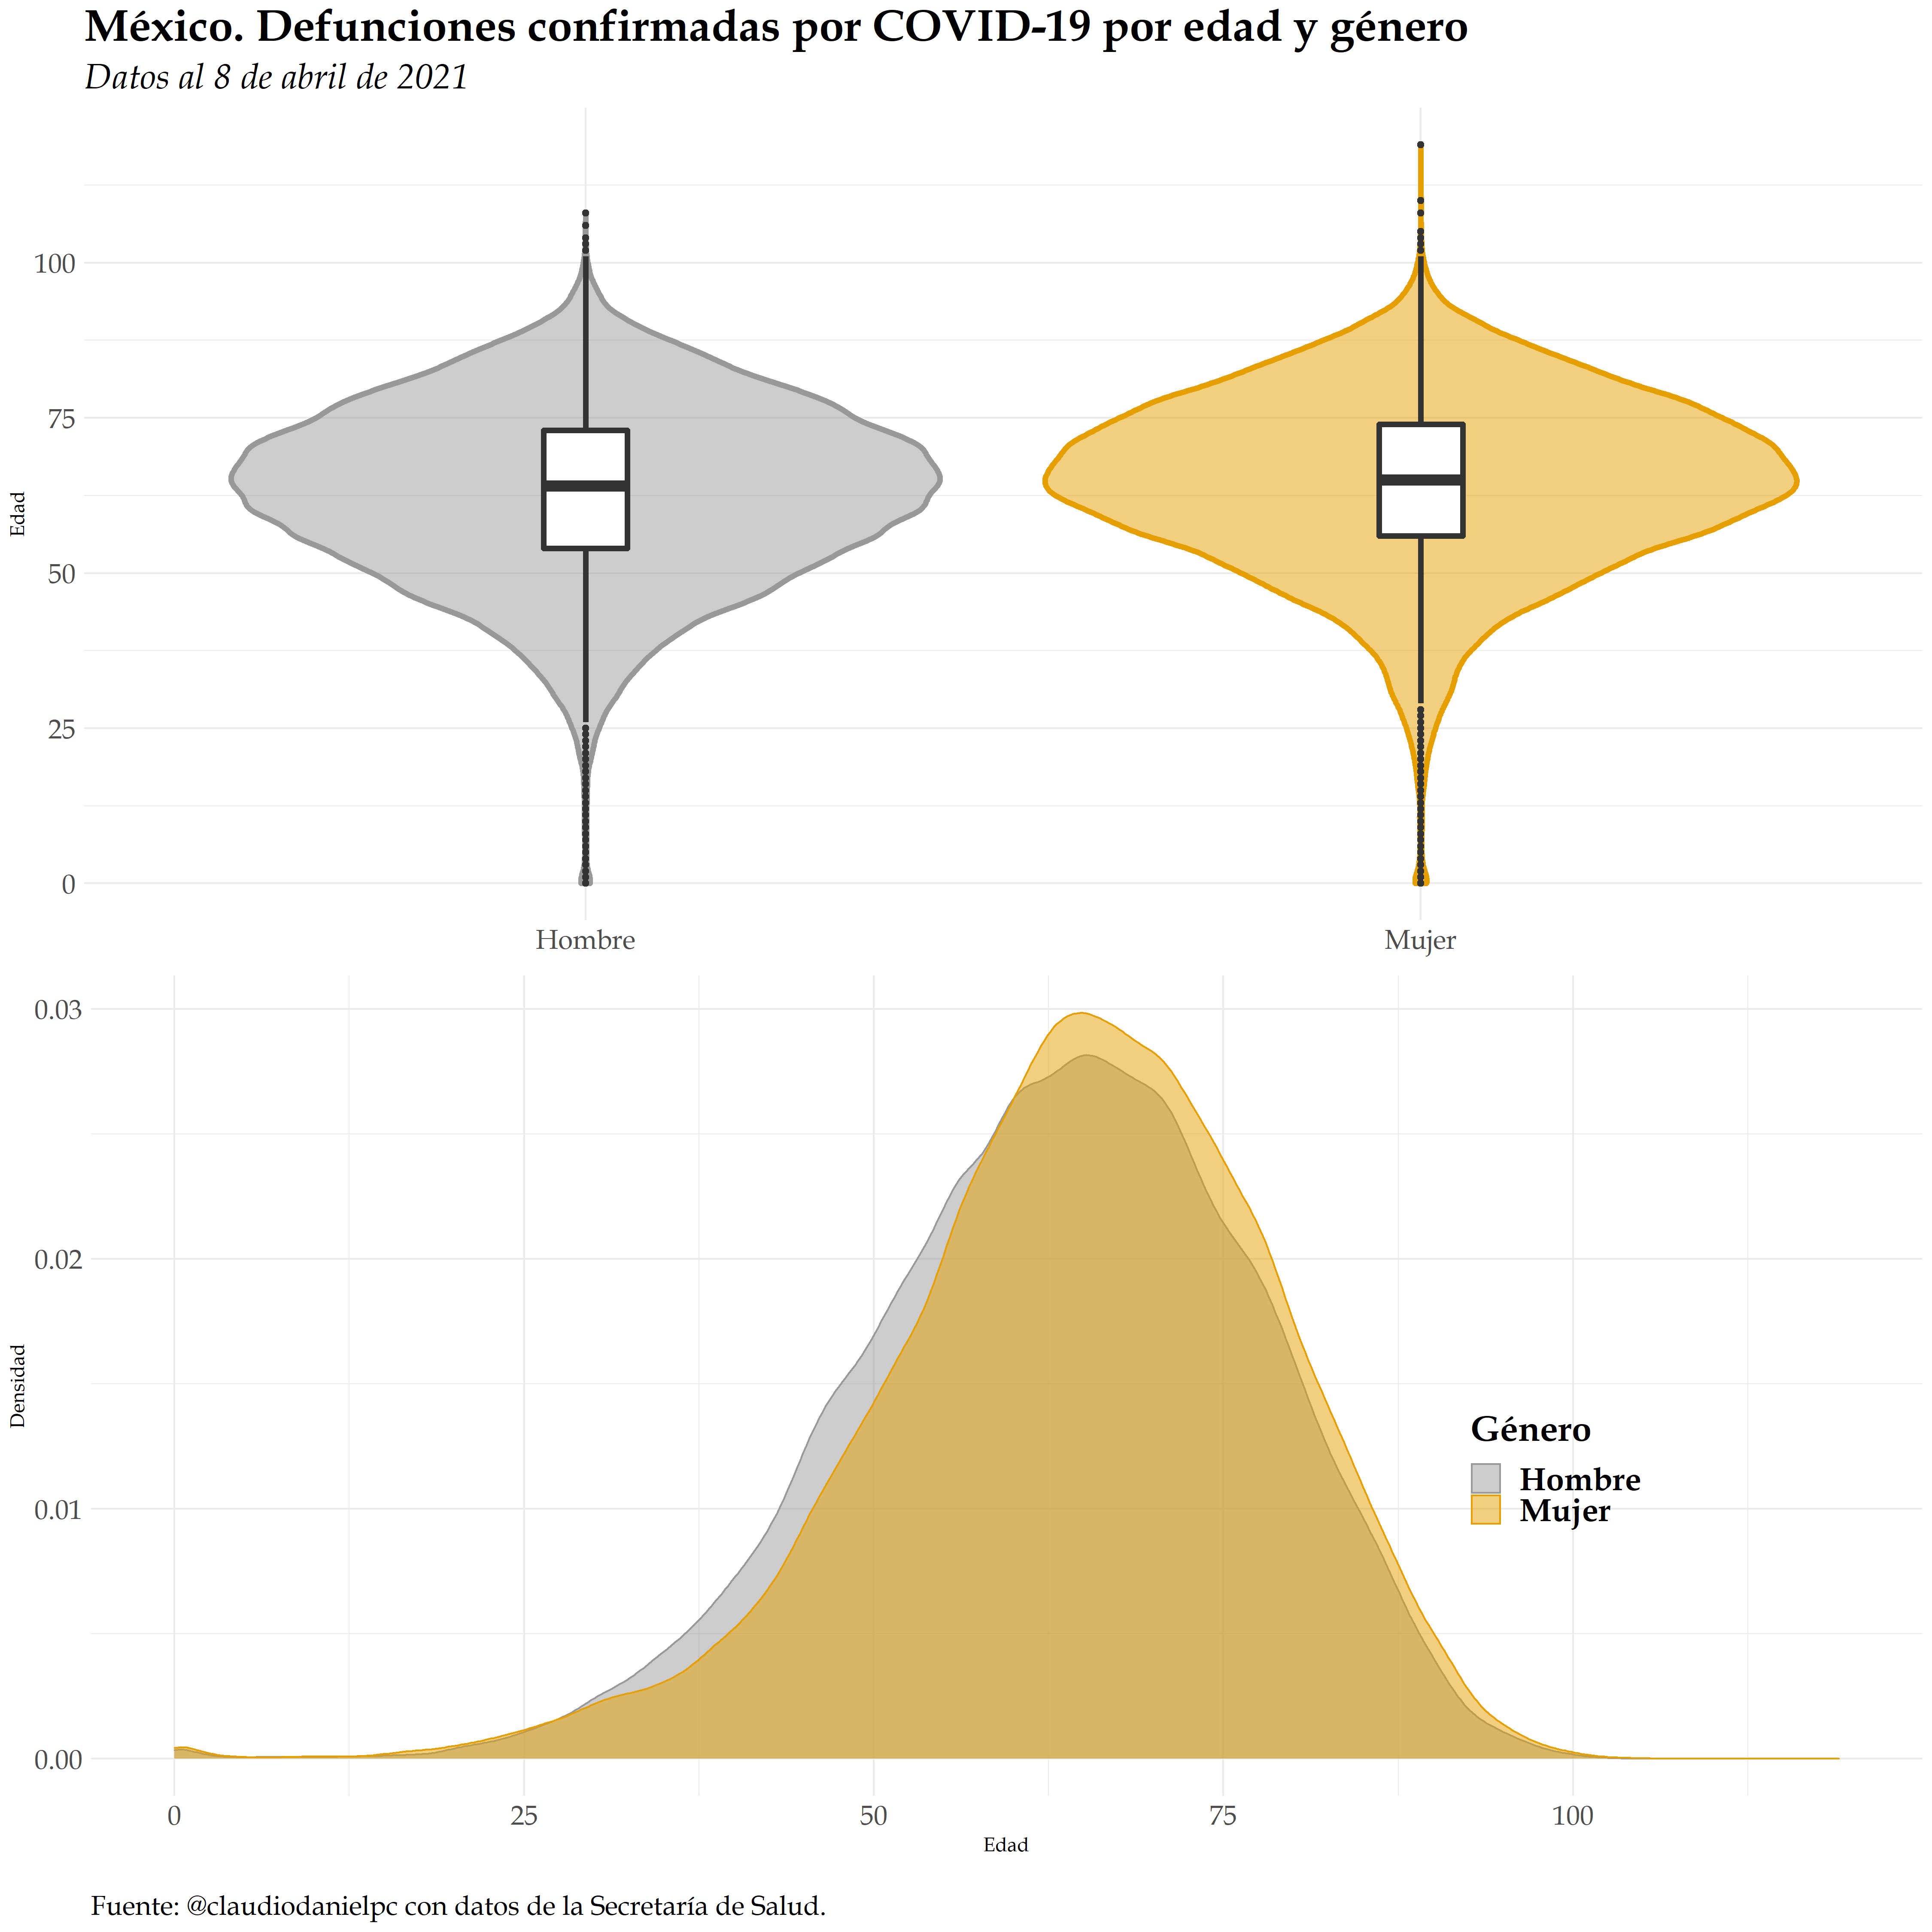 México. Defunciones confirmadas por COVID-19 por edad y género
Datos al 8 de abril de 2021
Edad
100
75
50
25
0
Hombre
Mujer
Densidad
0.03
0.02
0.01
0.00
Género
Hombre
Mujer
0
25
50
75
100
Edad
Fuente: @claudiodanielpc con datos de la Secretaría de Salud.